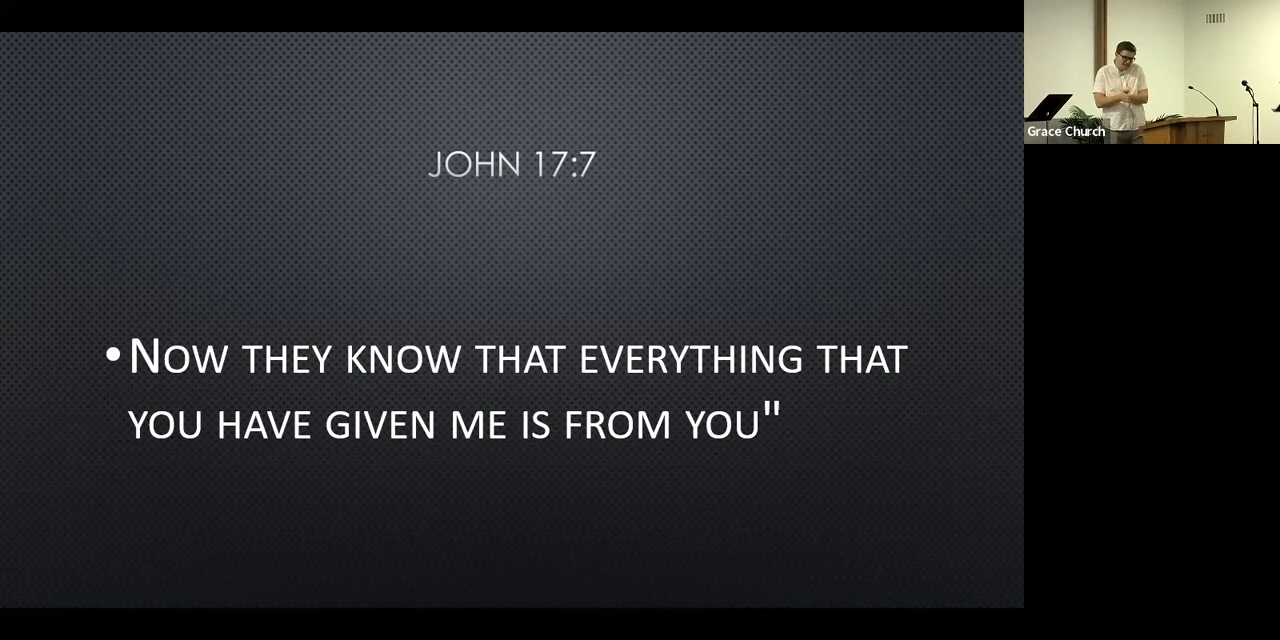 JOHN 17:7
• NOW THEY KNOW THAT EVERYTHING THAT
YOU HAVE GIVEN ME IS FROM YOU"
Grace Church